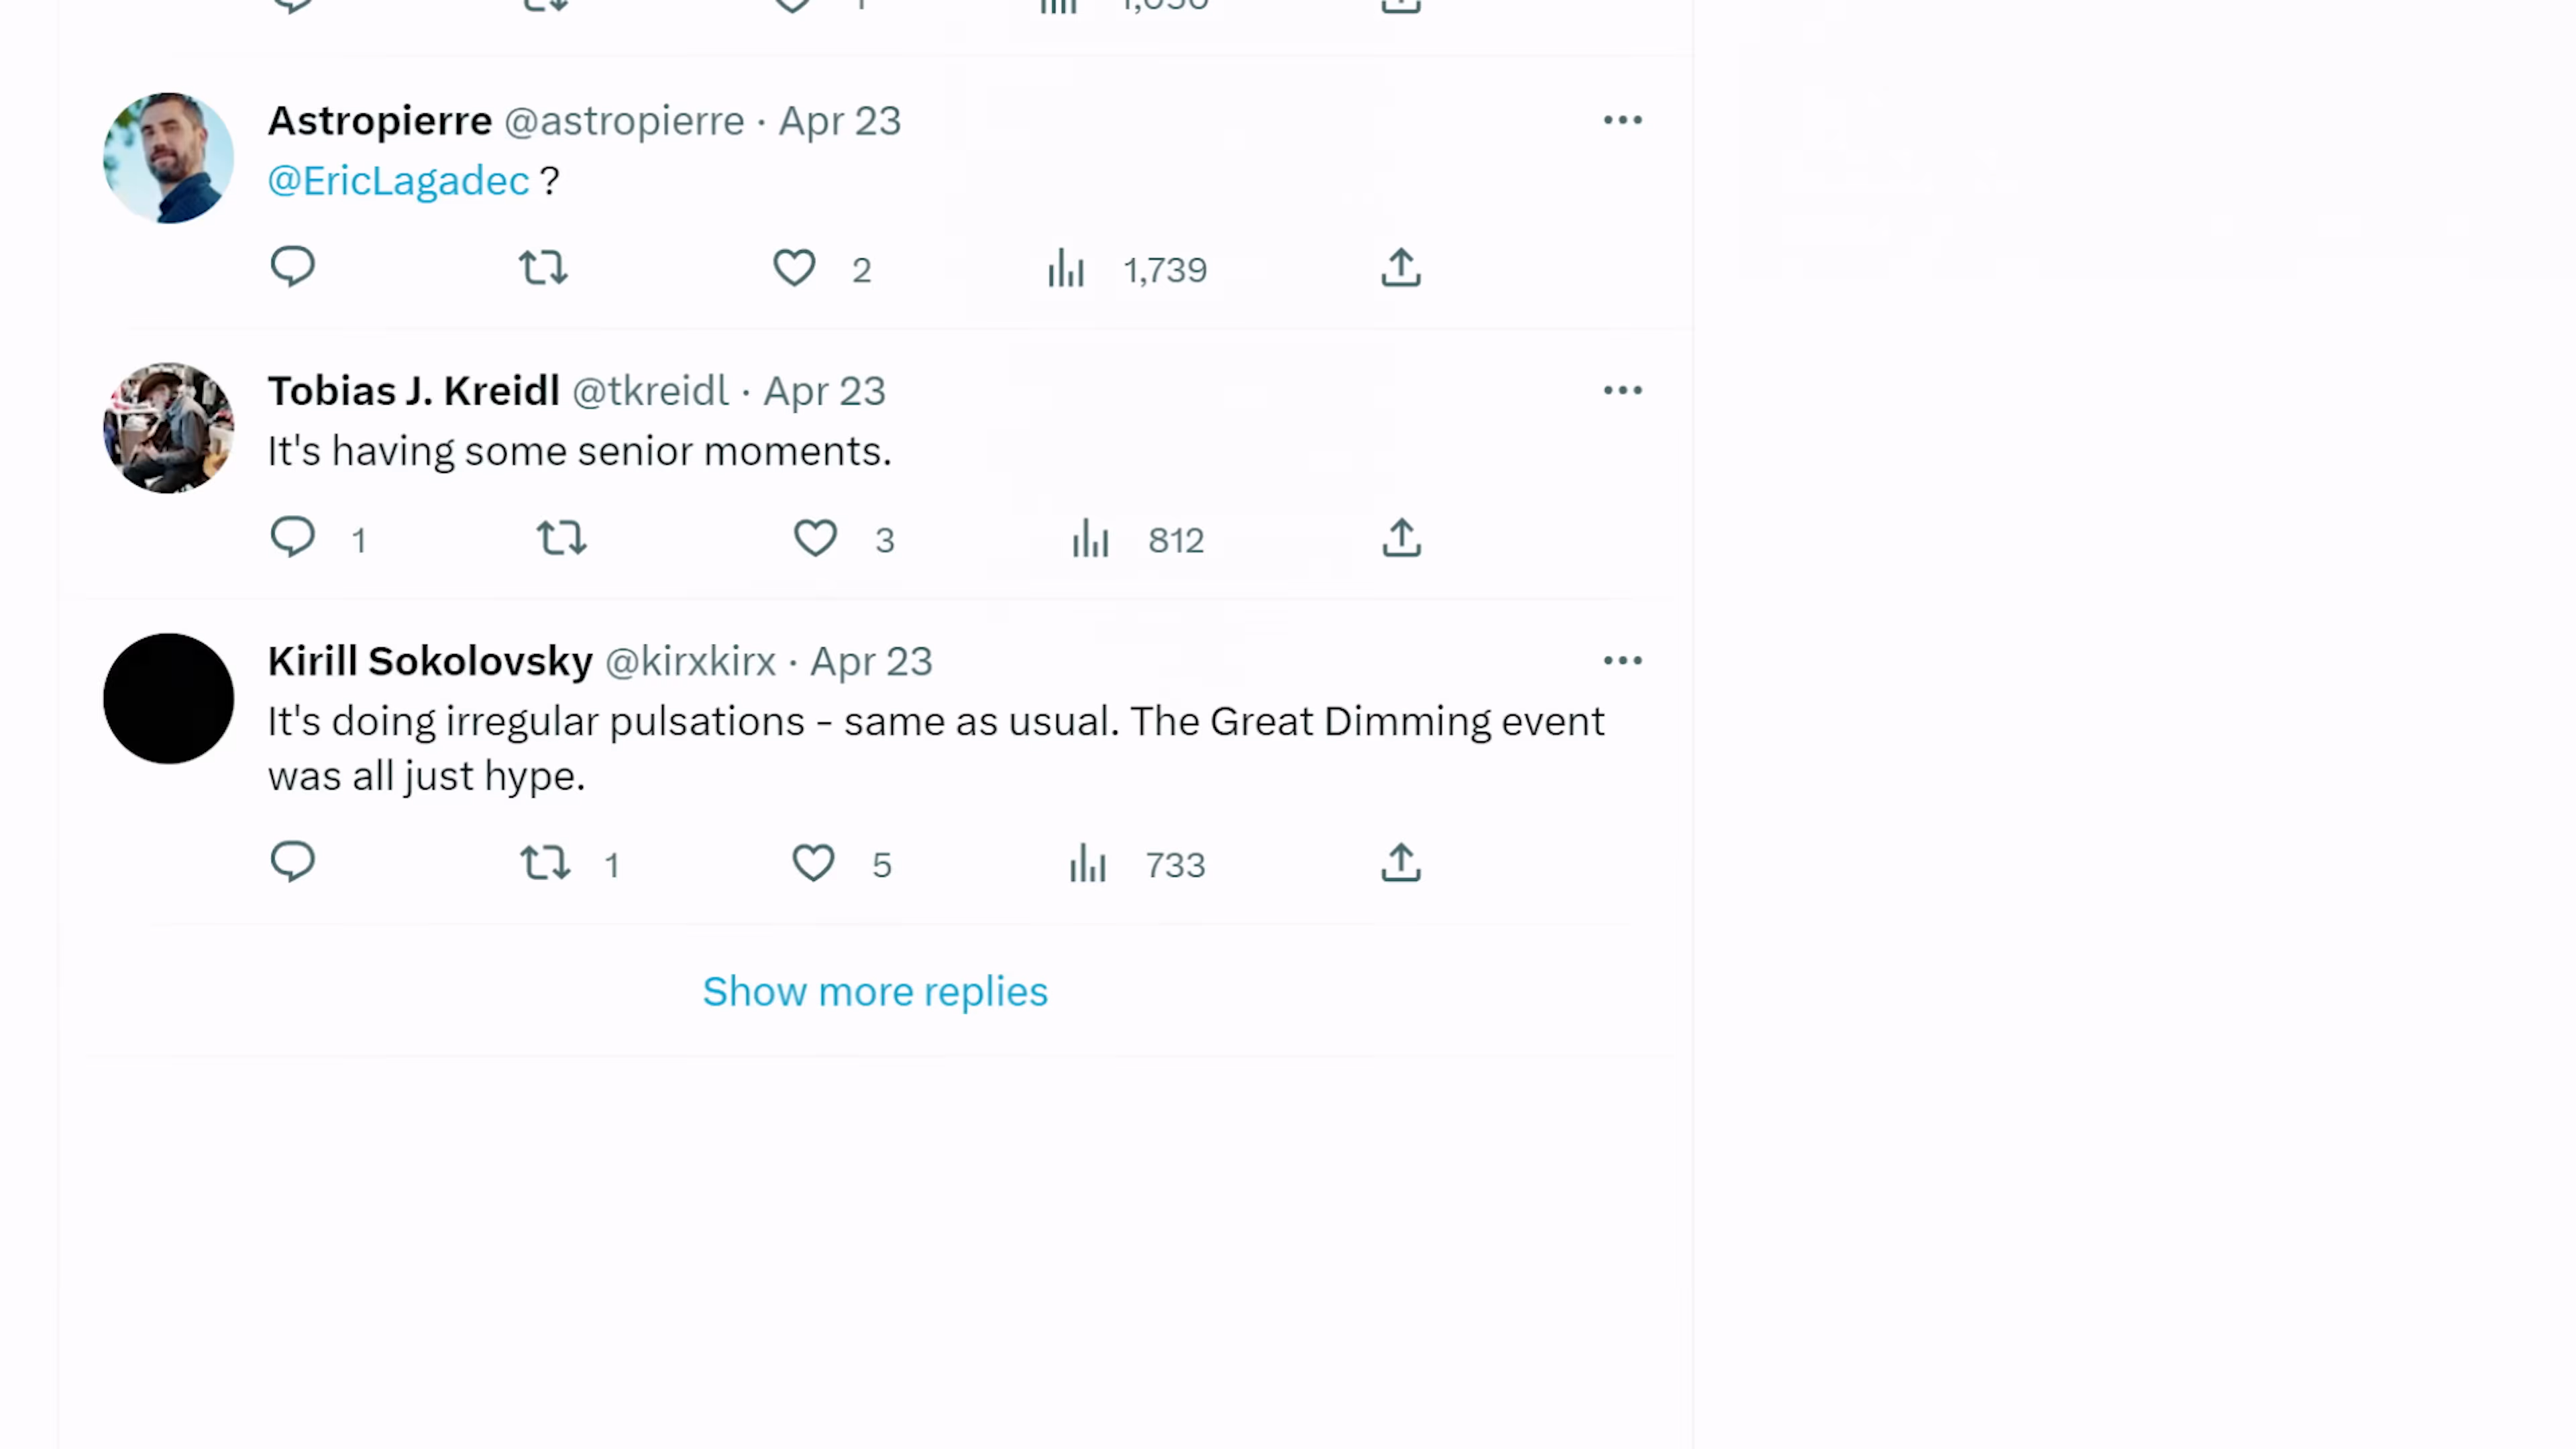 Astropierre @astropierre · Apr 23
@EricLagadec ?
2 1,739
Tobias J. Kreidl @tkreidl · Apr 23
It's having some senior moments.
1 3 812
Kirill Sokolovsky @kirxkirx · Apr 23
It's doing irregular pulsations - same as usual. The Great Dimming event
was all just hype.
1 5 733
Show more replies